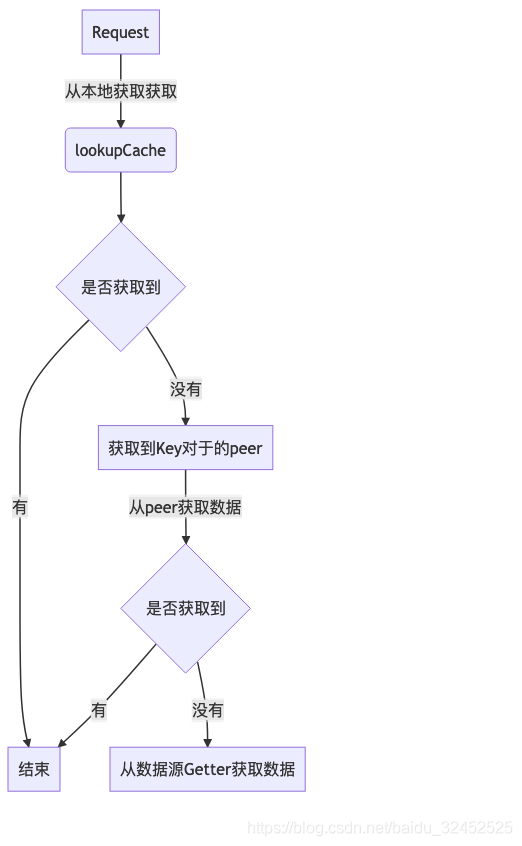 Request
从本地获取获取
lookupCache
是否获取到
没有
获取到Key对于的peer
有
从peer获取数据
是否获取到
有
没有
结束
从数据源Getter获取数据
https://blog.csdn.net/baidu_32452525